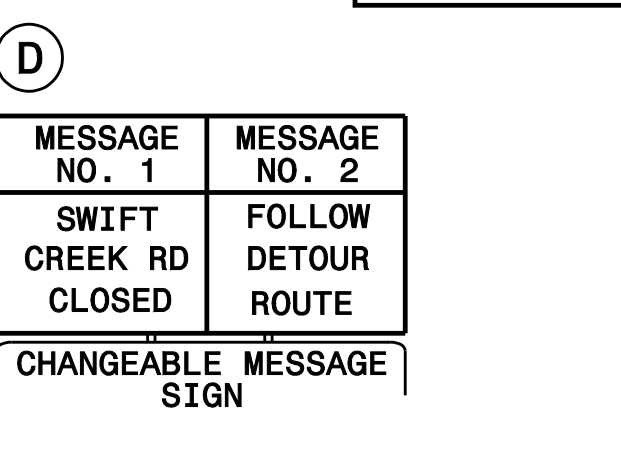 D
MESSAGE NO. 1
MESSAGE NO. 2
SWIFT
CREEK RD
CLOSED
FOLLOW
DETOUR
ROUTE
CHANGEABLE MESSAGE
SIGN